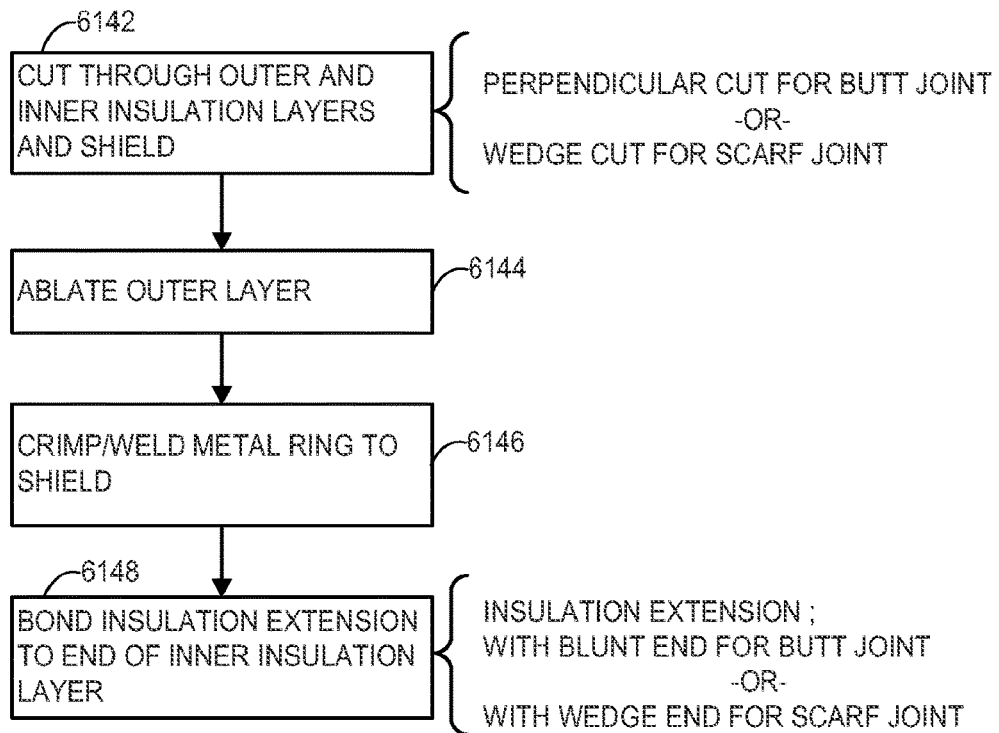 6142
CUT THROUGH OUTER AND
INNER INSULATION LAYERS
AND SHIELD
PERPENDICULAR CUT FOR BUTT JOINT
-OR-
WEDGE CUT FOR SCARF JOINT
6144
ABLATE OUTER LAYER
6146
CRIMP/WELD METAL RING TO
SHIELD
6148
BOND INSULATION EXTENSION
TO END OF INNER INSULATION
LAYER
INSULATION EXTENSION ;
WITH BLUNT END FOR BUTT JOINT
-OR-
WITH WEDGE END FOR SCARF JOINT